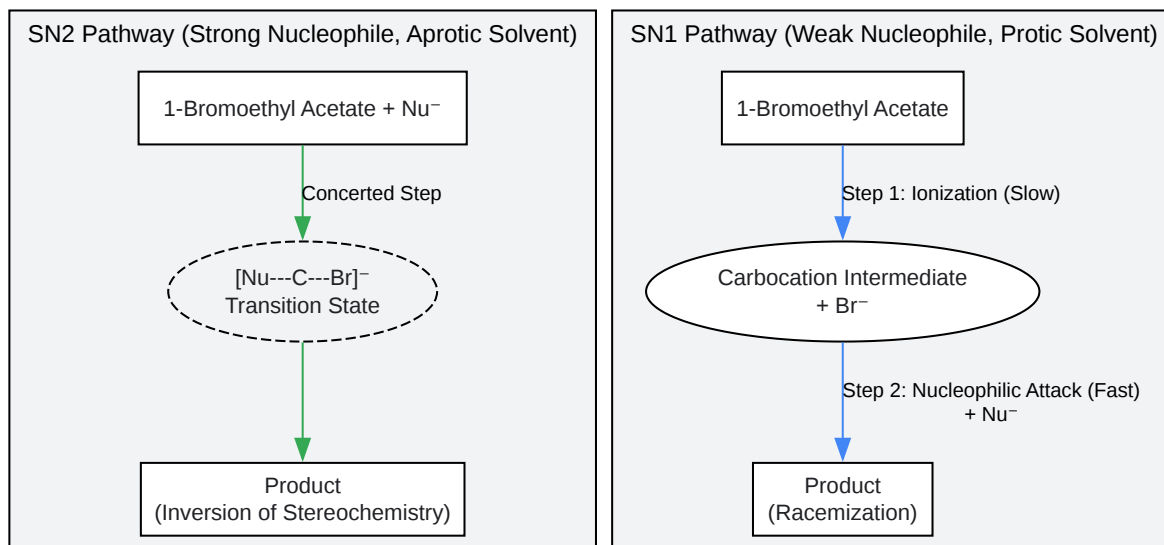 SN2 Pathway (Strong Nucleophile, Aprotic Solvent)
1-Bromoethyl Acetate + Nu⁻
Concerted Step
[Nu---C---Br]⁻
Transition State
Product
(Inversion of Stereochemistry)
SN1 Pathway (Weak Nucleophile, Protic Solvent)
1-Bromoethyl Acetate
Step 1: Ionization (Slow)
Carbocation Intermediate
+ Br⁻
Step 2: Nucleophilic Attack (Fast)
+ Nu⁻
Product
(Racemization)